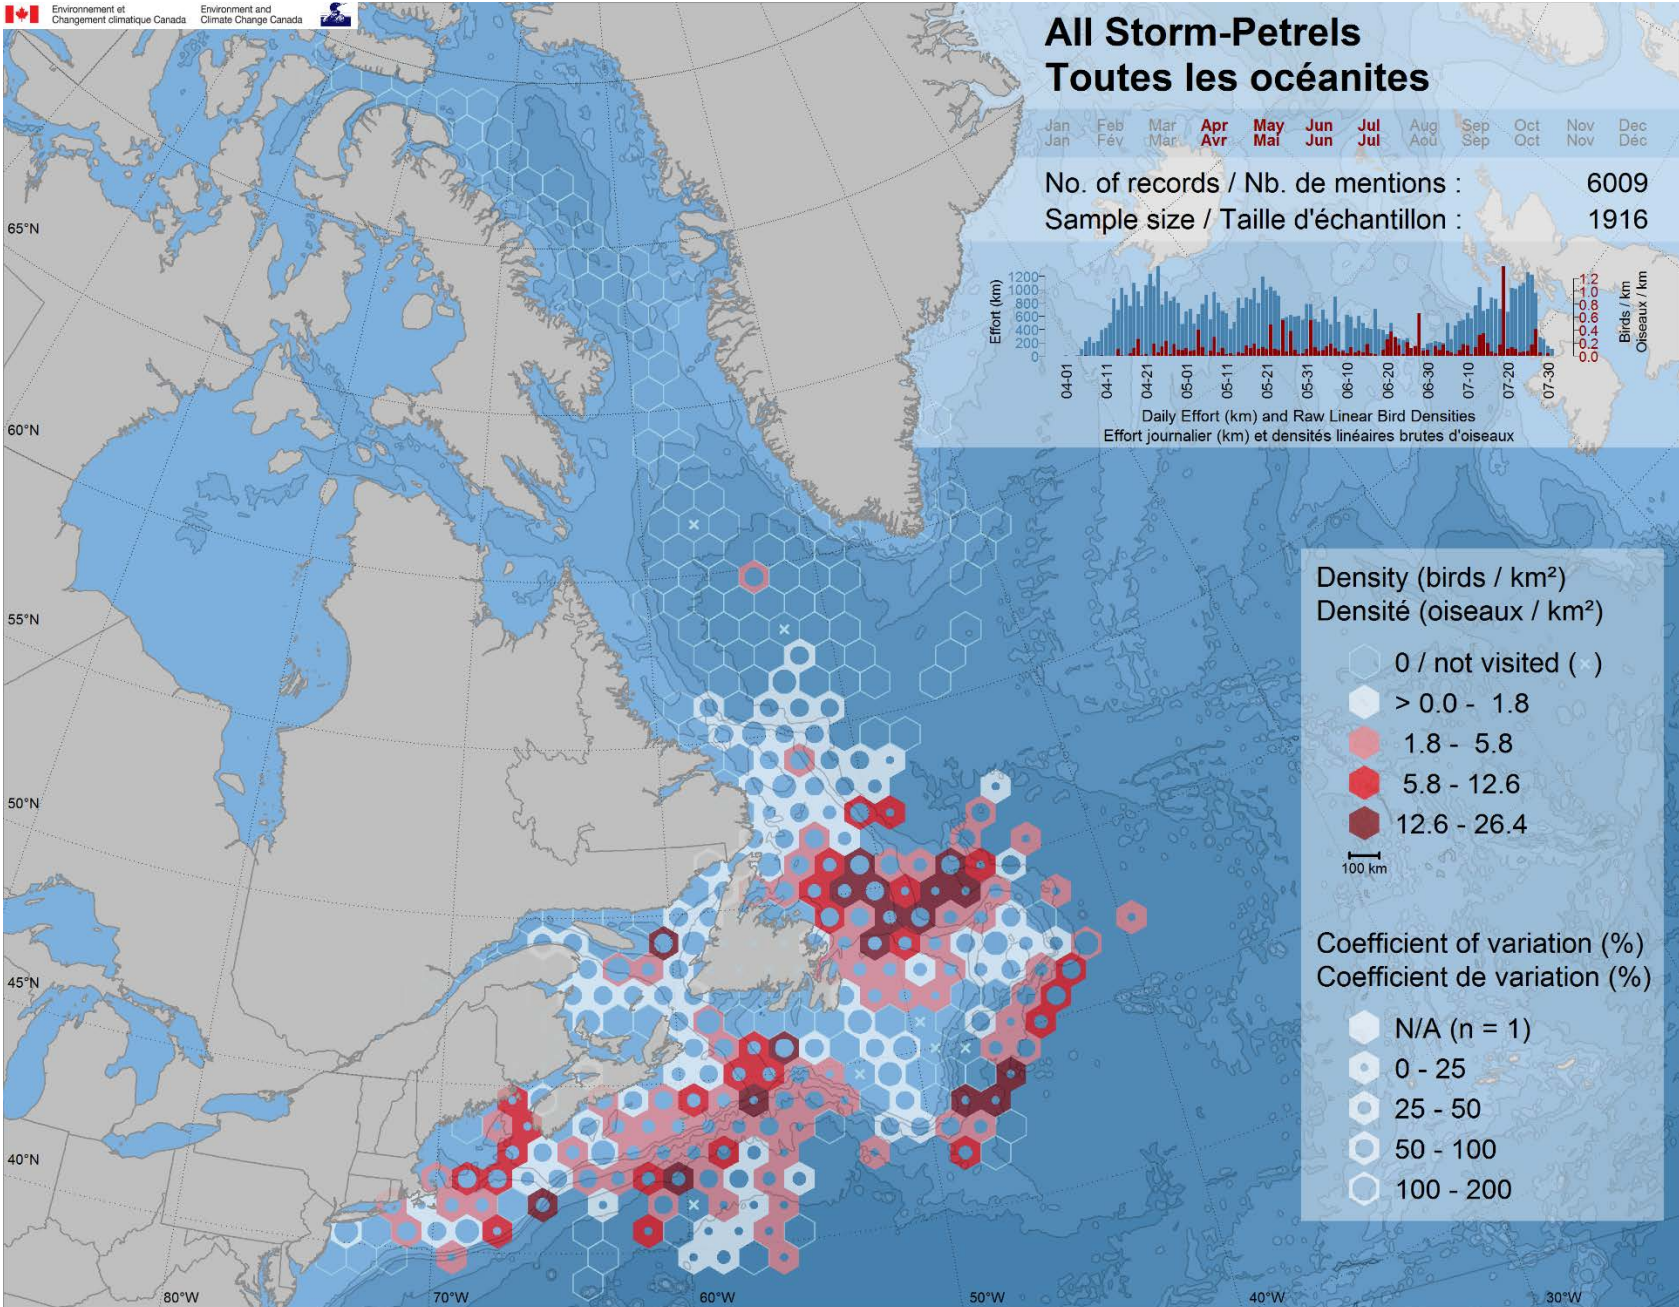 Environnement et
Changement climatique Canada
Environment and
Climate Change Canada
All Storm-Petrels
Toutes les océanites
Jan Feb Mar Apr May Jun Jul Aug Sep Oct Nov Dec
Jan Fév Mar Avr Mai Jun Jul Aoû Sep Oct Nov Déc
No. of records / Nb. de mentions : 6009
Sample size / Taille d'échantillon : 1916
Effort (km)
1200
1000
800
600
400
200
0
1.2
1.0
0.8
0.6
0.4
0.2
0.0
Birds / km
Oiseaux / km
04-01 04-11 04-21 05-01 05-11 05-21 05-31 06-10 06-20 06-30 07-10 07-20 07-30
Daily Effort (km) and Raw Linear Bird Densities
Effort journalier (km) et densités linéaires brutes d'oiseaux
65°N
60°N
55°N
50°N
45°N
40°N
Density (birds / km²)
Densité (oiseaux / km²)
0 / not visited ( × )
> 0.0 - 1.8
1.8 - 5.8
5.8 - 12.6
12.6 - 26.4
100 km
Coefficient of variation (%)
Coefficient de variation (%)
N/A (n = 1)
0 - 25
25 - 50
50 - 100
100 - 200
80°W 70°W 60°W 50°W 40°W 30°W